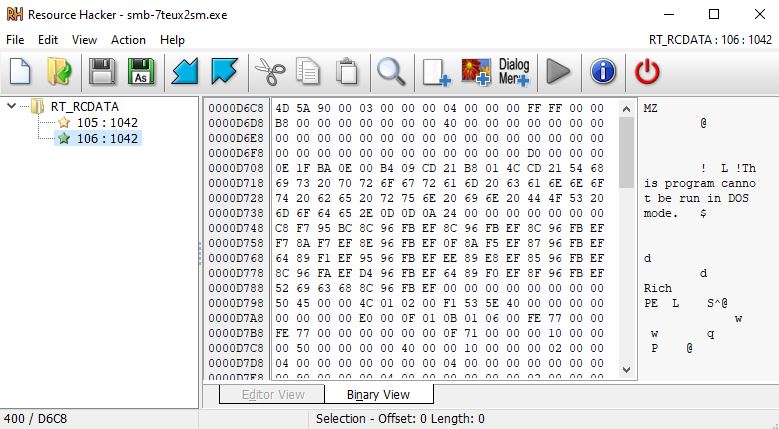 RH Resource Hacker - smb-7teux2sm.exe
File Edit View Action Help RT_RCDATA : 106 : 1042
As Dialog Menu
RT_RCDATA
105 : 1042
106 : 1042
0000D6C8 4D 5A 90 00 03 00 00 00 04 00 00 00 FF FF 00 00 MZ
0000D6D8 B8 00 00 00 00 00 00 00 40 00 00 00 00 00 00 00 @
0000D6E8 00 00 00 00 00 00 00 00 00 00 00 00 00 00 00 00
0000D6F8 00 00 00 00 00 00 00 00 00 00 00 00 D0 00 00 00
0000D708 0E 1F BA 0E 00 B4 09 CD 21 B8 01 4C CD 21 54 68 ! L !Th
0000D718 69 73 20 70 72 6F 67 72 61 6D 20 63 61 6E 6E 6F is program canno
0000D728 74 20 62 65 20 72 75 6E 20 69 6E 20 44 4F 53 20 t be run in DOS
0000D738 6D 6F 64 65 2E 0D 0D 0A 24 00 00 00 00 00 00 00 mode. $
0000D748 C8 F7 95 BC 8C 96 FB EF 8C 96 FB EF 8C 96 FB EF
0000D758 F7 8A F7 EF 8E 96 FB EF 0F 8A F5 EF 87 96 FB EF
0000D768 64 89 F1 EF 95 96 FB EF EE 89 E8 EF 85 96 FB EF d
0000D778 8C 96 FA EF D4 96 FB EF 64 89 F0 EF 8F 96 FB EF d
0000D788 52 69 63 68 8C 96 FB EF 00 00 00 00 00 00 00 00 Rich
0000D798 50 45 00 00 4C 01 02 00 F1 53 5E 40 00 00 00 00 PE L S^@
0000D7A8 00 00 00 00 E0 00 0F 01 0B 01 06 00 FE 77 00 00 w
0000D7B8 FE 77 00 00 00 00 00 00 0F 71 00 00 00 10 00 00 w q
0000D7C8 00 50 00 00 00 00 40 00 00 10 00 00 00 02 00 00 P @
0000D7D8 04 00 00 00 00 00 00 00 04 00 00 00 00 00 00 00
Editor View Binary View
400 / D6C8 Selection - Offset: 0 Length: 0